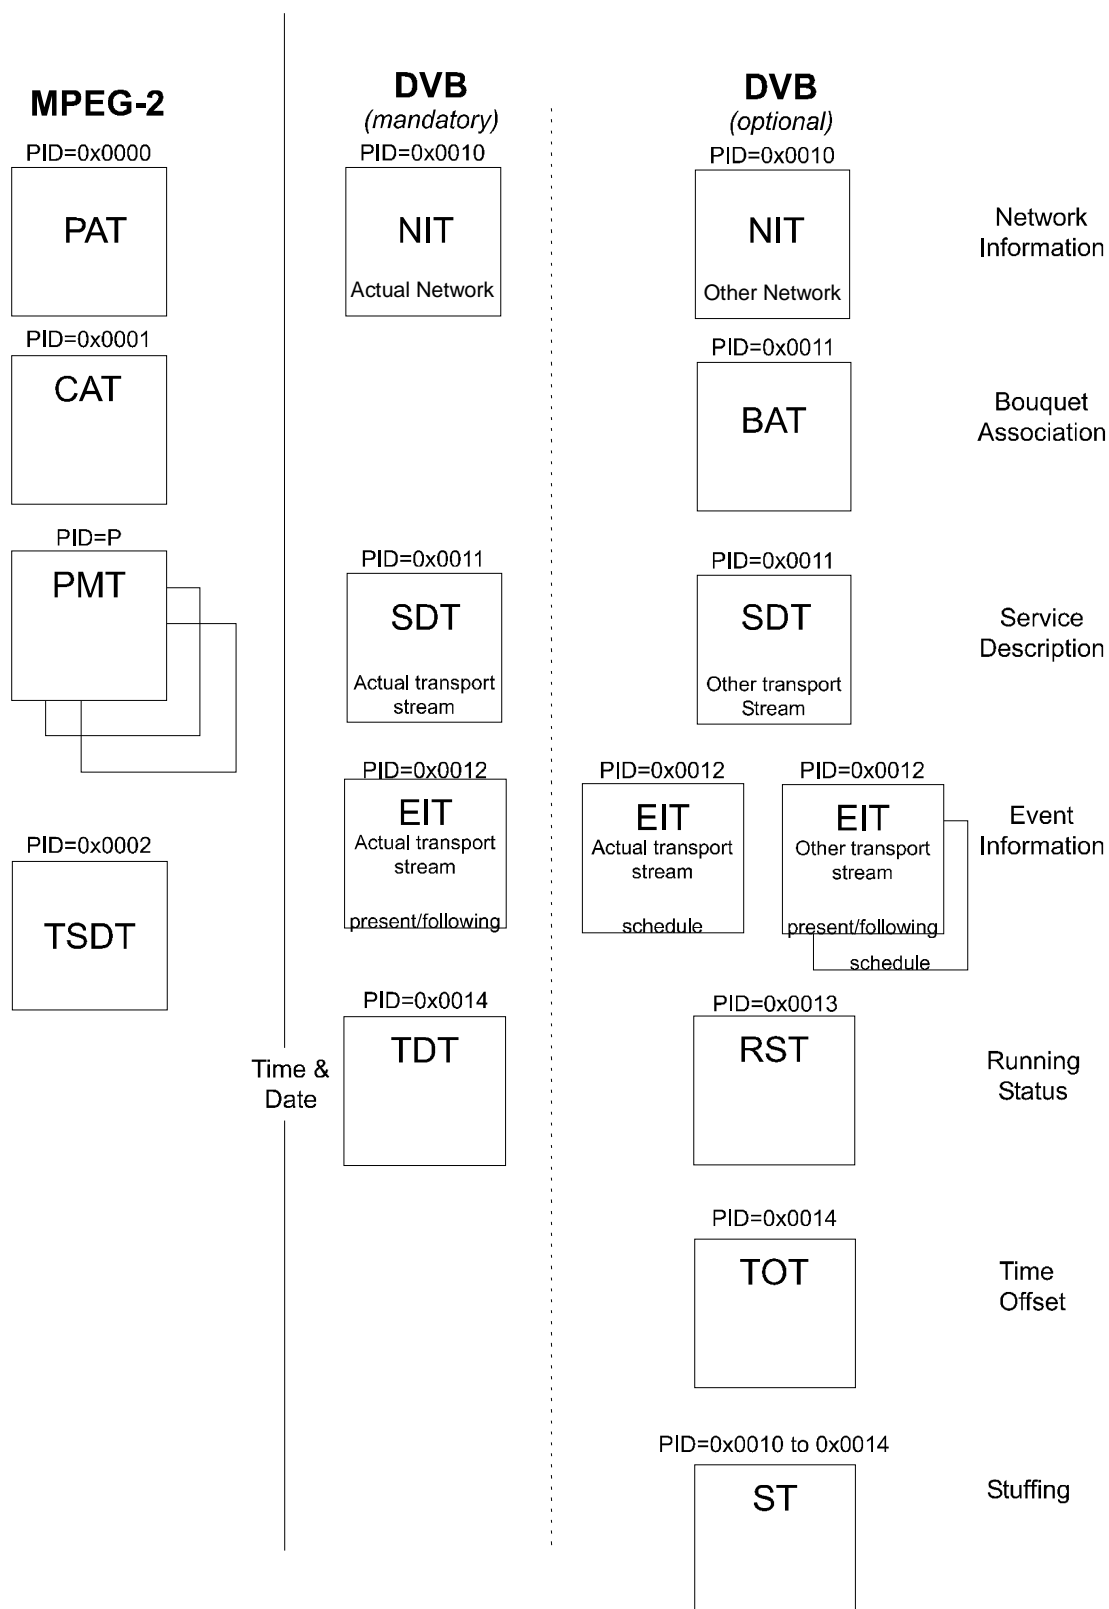 MPEG-2
DVB
(mandatory)
DVB
(optional)
PID=0x0000
PAT
PID=0x0010
NIT
Actual Network
PID=0x0010
NIT
Other Network
Network
Information
PID=0x0001
CAT
PID=0x0011
BAT
Bouquet
Association
PID=P
PMT
PID=0x0011
SDT
Actual transport
stream
PID=0x0011
SDT
Other transport
Stream
Service
Description
PID=0x0012
EIT
Actual transport
stream
present/following
PID=0x0012
EIT
Actual transport
stream
schedule
PID=0x0012
EIT
Other transport
stream
present/following
schedule
Event
Information
PID=0x0002
TSDT
Time &
Date
PID=0x0014
TDT
PID=0x0013
RST
Running
Status
PID=0x0014
TOT
Time
Offset
PID=0x0010 to 0x0014
ST
Stuffing